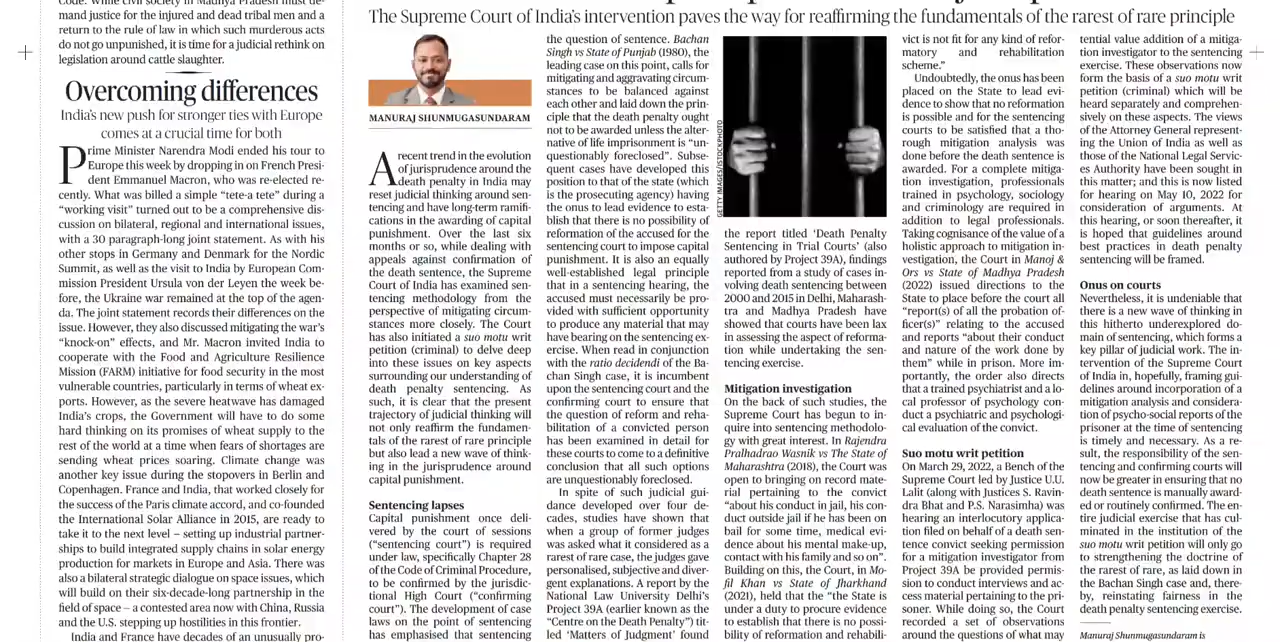 Code. While civil society in Madhya Pradesh must de-
mand justice for the injured and dead tribal men and a
return to the rule of law in which such murderous acts
do not go unpunished, it is time for a judicial rethink on
legislation around cattle slaughter.
Overcoming differences
India's new push for stronger ties with Europe
comes at a crucial time for both
Prime Minister Narendra Modi ended his tour to
Europe this week by dropping in on French Presi-
dent Emmanuel Macron, who was re-elected re-
cently. What was billed a simple "tete-a tete" during a
"working visit" turned out to be a comprehensive dis-
cussion on bilateral, regional and international issues,
with a 30 paragraph-long joint statement. As with his
other stops in Germany and Denmark for the Nordic
Summit, as well as the visit to India by European Com-
mission President Ursula von der Leyen the week be-
fore, the Ukraine war remained at the top of the agen-
da. The joint statement records their differences on the
issue. However, they also discussed mitigating the war's
"knock-on" effects, and Mr. Macron invited India to
cooperate with the Food and Agriculture Resilience
Mission (FARM) initiative for food security in the most
vulnerable countries, particularly in terms of wheat ex-
ports. However, as the severe heatwave has damaged
India's crops, the Government will have to do some
hard thinking on its promises of wheat supply to the
rest of the world at a time when fears of shortages are
sending wheat prices soaring. Climate change was
another key issue during the stopovers in Berlin and
Copenhagen. France and India, that worked closely for
the success of the Paris climate accord, and co-founded
the International Solar Alliance in 2015, are ready to
take it to the next level – setting up industrial partner-
ships to build integrated supply chains in solar energy
production for markets in Europe and Asia. There was
also a bilateral strategic dialogue on space issues, which
will build on their six-decade-long partnership in the
field of space – a contested area now with China, Russia
and the U.S. stepping up hostilities in this frontier.
India and France have decades of an unusually pro-
The Supreme Court of India's intervention paves the way for reaffirming the fundamentals of the rarest of rare principle
MANURAJ SHUNMUGASUNDARAM
A recent trend in the evolution
of jurisprudence around the
death penalty in India may
reset judicial thinking around sen-
tencing and have long-term ramifi-
cations in the awarding of capital
punishment. Over the last six
months or so, while dealing with
appeals against confirmation of
the death sentence, the Supreme
Court of India has examined sen-
tencing methodology from the
perspective of mitigating circum-
stances more closely. The Court
has also initiated a suo motu writ
petition (criminal) to delve deep
into these issues on key aspects
surrounding our understanding of
death penalty sentencing. As
such, it is clear that the present
trajectory of judicial thinking will
not only reaffirm the fundamen-
tals of the rarest of rare principle
but also lead a new wave of think-
ing in the jurisprudence around
capital punishment.
Sentencing lapses
Capital punishment once deli-
vered by the court of sessions
("sentencing court") is required
under law, specifically Chapter 28
of the Code of Criminal Procedure,
to be confirmed by the jurisdic-
tional High Court ("confirming
court"). The development of case
laws on the point of sentencing
has emphasised that sentencing
the question of sentence. Bachan
Singh vs State of Punjab (1980), the
leading case on this point, calls for
mitigating and aggravating circum-
stances to be balanced against
each other and laid down the prin-
ciple that the death penalty ought
not to be awarded unless the alter-
native of life imprisonment is "un-
questionably foreclosed". Subse-
quent cases have developed this
position to that of the state (which
is the prosecuting agency) having
the onus to lead evidence to esta-
blish that there is no possibility of
reformation of the accused for the
sentencing court to impose capital
punishment. It is also an equally
well-established legal principle
that in a sentencing hearing, the
accused must necessarily be pro-
vided with sufficient opportunity
to produce any material that may
have bearing on the sentencing ex-
ercise. When read in conjunction
with the ratio decidendi of the Ba-
chan Singh case, it is incumbent
upon the sentencing court and the
confirming court to ensure that
the question of reform and reha-
bilitation of a convicted person
has been examined in detail for
these courts to come to a definitive
conclusion that all such options
are unquestionably foreclosed.
In spite of such judicial gui-
dance developed over four de-
cades, studies have shown that
when a group of former judges
was asked what it considered as a
rarest of rare case, the judges gave
personalised, subjective and diver-
gent explanations. A report by the
National Law University Delhi's
Project 39A (earlier known as the
"Centre on the Death Penalty") tit-
led 'Matters of Judgment' found
GETTY IMAGES/ISTOCKPHOTO
the report titled 'Death Penalty
Sentencing in Trial Courts' (also
authored by Project 39A), findings
reported from a study of cases in-
volving death sentencing between
2000 and 2015 in Delhi, Maharash-
tra and Madhya Pradesh have
showed that courts have been lax
in assessing the aspect of reforma-
tion while undertaking the sen-
tencing exercise.
Mitigation investigation
On the back of such studies, the
Supreme Court has begun to in-
quire into sentencing methodolo-
gy with great interest. In Rajendra
Pralhadrao Wasnik vs The State of
Maharashtra (2018), the Court was
open to bringing on record mate-
rial pertaining to the convict
"about his conduct in jail, his con-
duct outside jail if he has been on
bail for some time, medical evi-
dence about his mental make-up,
contact with his family and so on".
Building on this, the Court, in Mo-
fil Khan vs State of Jharkhand
(2021), held that "the State is
under a duty to procure evidence
to establish that there is no possi-
bility of reformation and rehabili-
vict is not fit for any kind of refor-
matory and rehabilitation
scheme."
Undoubtedly, the onus has been
placed on the State to lead evi-
dence to show that no reformation
is possible and for the sentencing
courts to be satisfied that a tho-
rough mitigation analysis was
done before the death sentence is
awarded. For a complete mitiga-
tion investigation, professionals
trained in psychology, sociology
and criminology are required in
addition to legal professionals.
Taking cognisance of the value of a
holistic approach to mitigation in-
vestigation, the Court in Manoj &
Ors vs State of Madhya Pradesh
(2022) issued directions to the
State to place before the court all
"report(s) of all the probation of-
ficer(s)" relating to the accused
and reports "about their conduct
and nature of the work done by
them" while in prison. More im-
portantly, the order also directs
that a trained psychiatrist and a lo-
cal professor of psychology con-
duct a psychiatric and psychologi-
cal evaluation of the convict.
Suo motu writ petition
On March 29, 2022, a Bench of the
Supreme Court led by Justice U.U.
Lalit (along with Justices S. Ravin-
dra Bhat and P.S. Narasimha) was
hearing an interlocutory applica-
tion filed on behalf of a death sen-
tence convict seeking permission
for a mitigation investigator from
Project 39A be provided permis-
sion to conduct interviews and ac-
cess material pertaining to the pri-
soner. While doing so, the Court
recorded a set of observations
around the questions of what may
tential value addition of a mitiga-
tion investigator to the sentencing
exercise. These observations now
form the basis of a suo motu writ
petition (criminal) which will be
heard separately and comprehen-
sively on these aspects. The views
of the Attorney General represent-
ing the Union of India as well as
those of the National Legal Servic-
es Authority have been sought in
this matter; and this is now listed
for hearing on May 10, 2022 for
consideration of arguments. At
this hearing, or soon thereafter, it
is hoped that guidelines around
best practices in death penalty
sentencing will be framed.
Onus on courts
Nevertheless, it is undeniable that
there is a new wave of thinking in
this hitherto underexplored do-
main of sentencing, which forms a
key pillar of judicial work. The in-
tervention of the Supreme Court
of India in, hopefully, framing gui-
delines around incorporation of a
mitigation analysis and considera-
tion of psycho-social reports of the
prisoner at the time of sentencing
is timely and necessary. As a re-
sult, the responsibility of the sen-
tencing and confirming courts will
now be greater in ensuring that no
death sentence is manually award-
ed or routinely confirmed. The en-
tire judicial exercise that has cul-
minated in the institution of the
suo motu writ petition will only go
to strengthening the doctrine of
the rarest of rare, as laid down in
the Bachan Singh case and, there-
by, reinstating fairness in the
death penalty sentencing exercise.
Manuraj Shunmugasundaram is